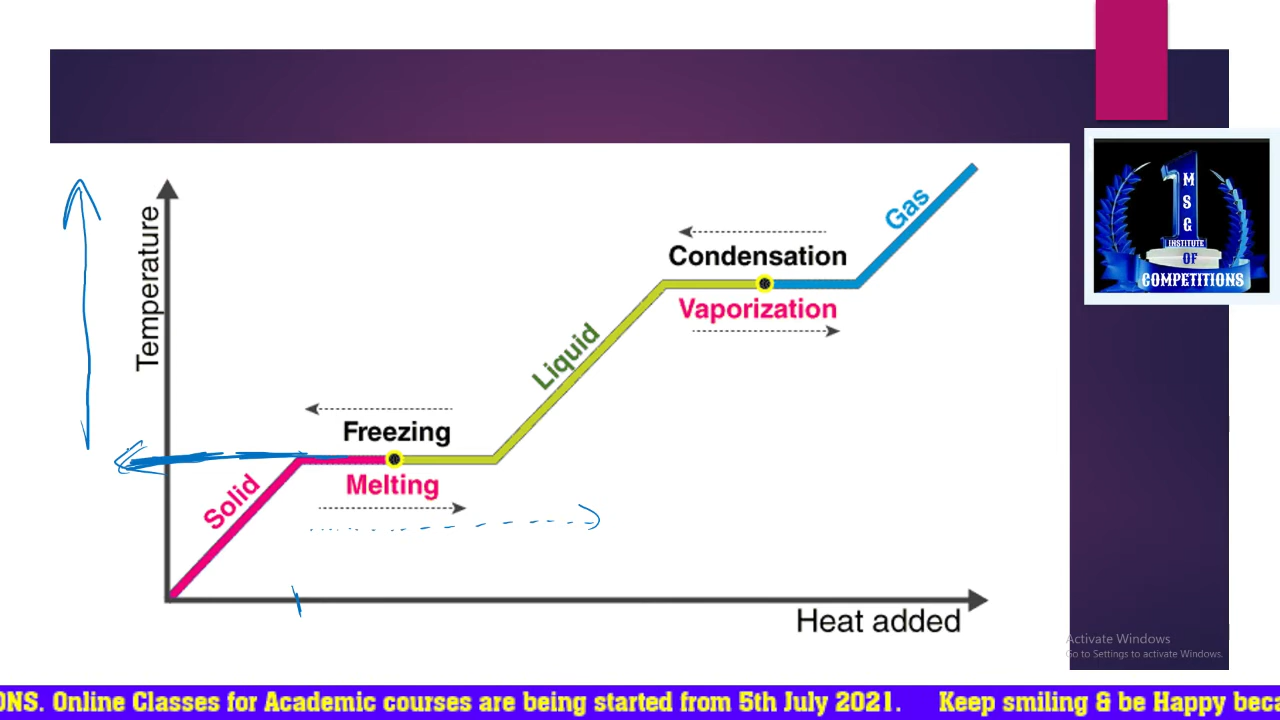 1
M
S
G
INSTITUTE
OF
COMPETITIONS
Temperature
Gas
Condensation
Vaporization
Liquid
Freezing
Melting
Solid
Heat added
Activate Windows
Go to Settings to activate Windows.
ONS. Online Classes for Academic courses are being started from 5th July 2021. Keep smiling & be Happy beca